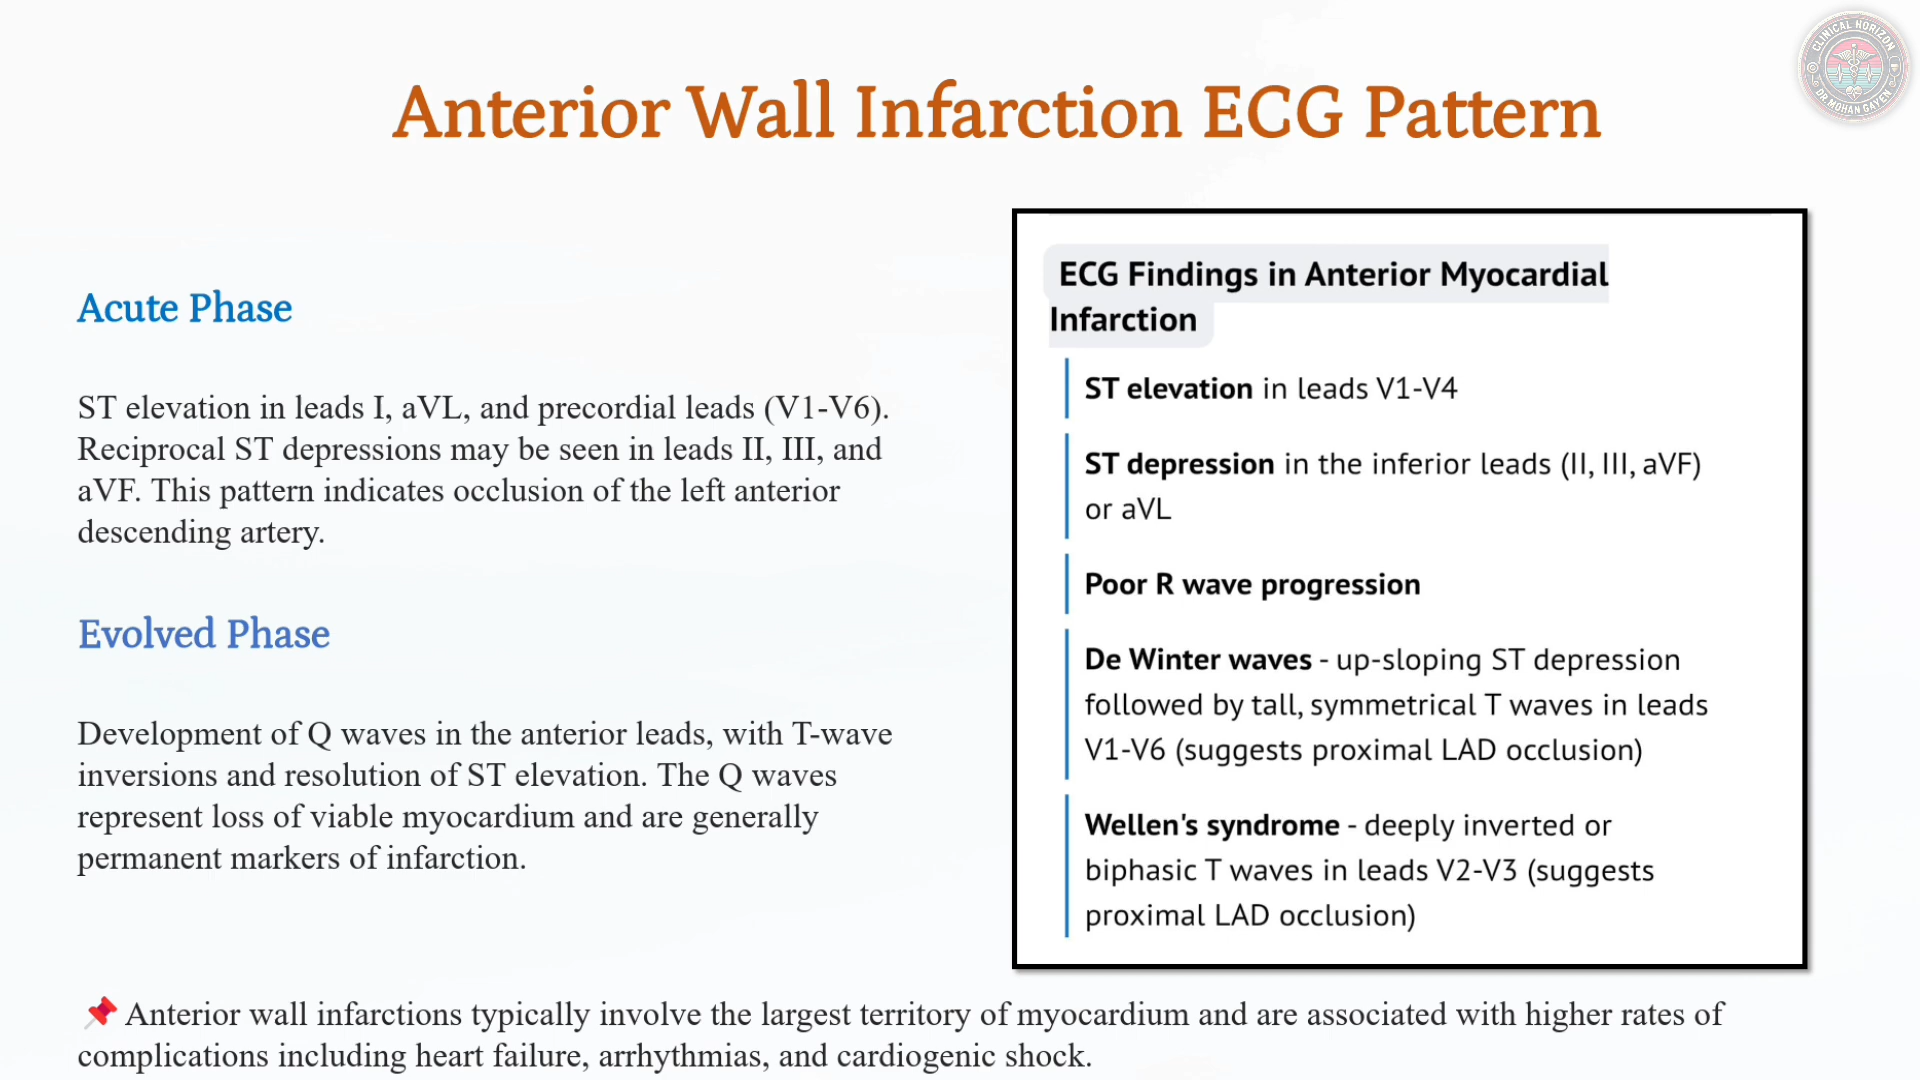 CLINICAL HORIZON
DR MOHAN GAYEN
Anterior Wall Infarction ECG Pattern
Acute Phase
ST elevation in leads I, aVL, and precordial leads (V1-V6).
Reciprocal ST depressions may be seen in leads II, III, and
aVF. This pattern indicates occlusion of the left anterior
descending artery.
Evolved Phase
Development of Q waves in the anterior leads, with T-wave
inversions and resolution of ST elevation. The Q waves
represent loss of viable myocardium and are generally
permanent markers of infarction.
ECG Findings in Anterior Myocardial
Infarction
ST elevation in leads V1-V4
ST depression in the inferior leads (II, III, aVF)
or aVL
Poor R wave progression
De Winter waves - up-sloping ST depression
followed by tall, symmetrical T waves in leads
V1-V6 (suggests proximal LAD occlusion)
Wellen's syndrome - deeply inverted or
biphasic T waves in leads V2-V3 (suggests
proximal LAD occlusion)
📌 Anterior wall infarctions typically involve the largest territory of myocardium and are associated with higher rates of
complications including heart failure, arrhythmias, and cardiogenic shock.